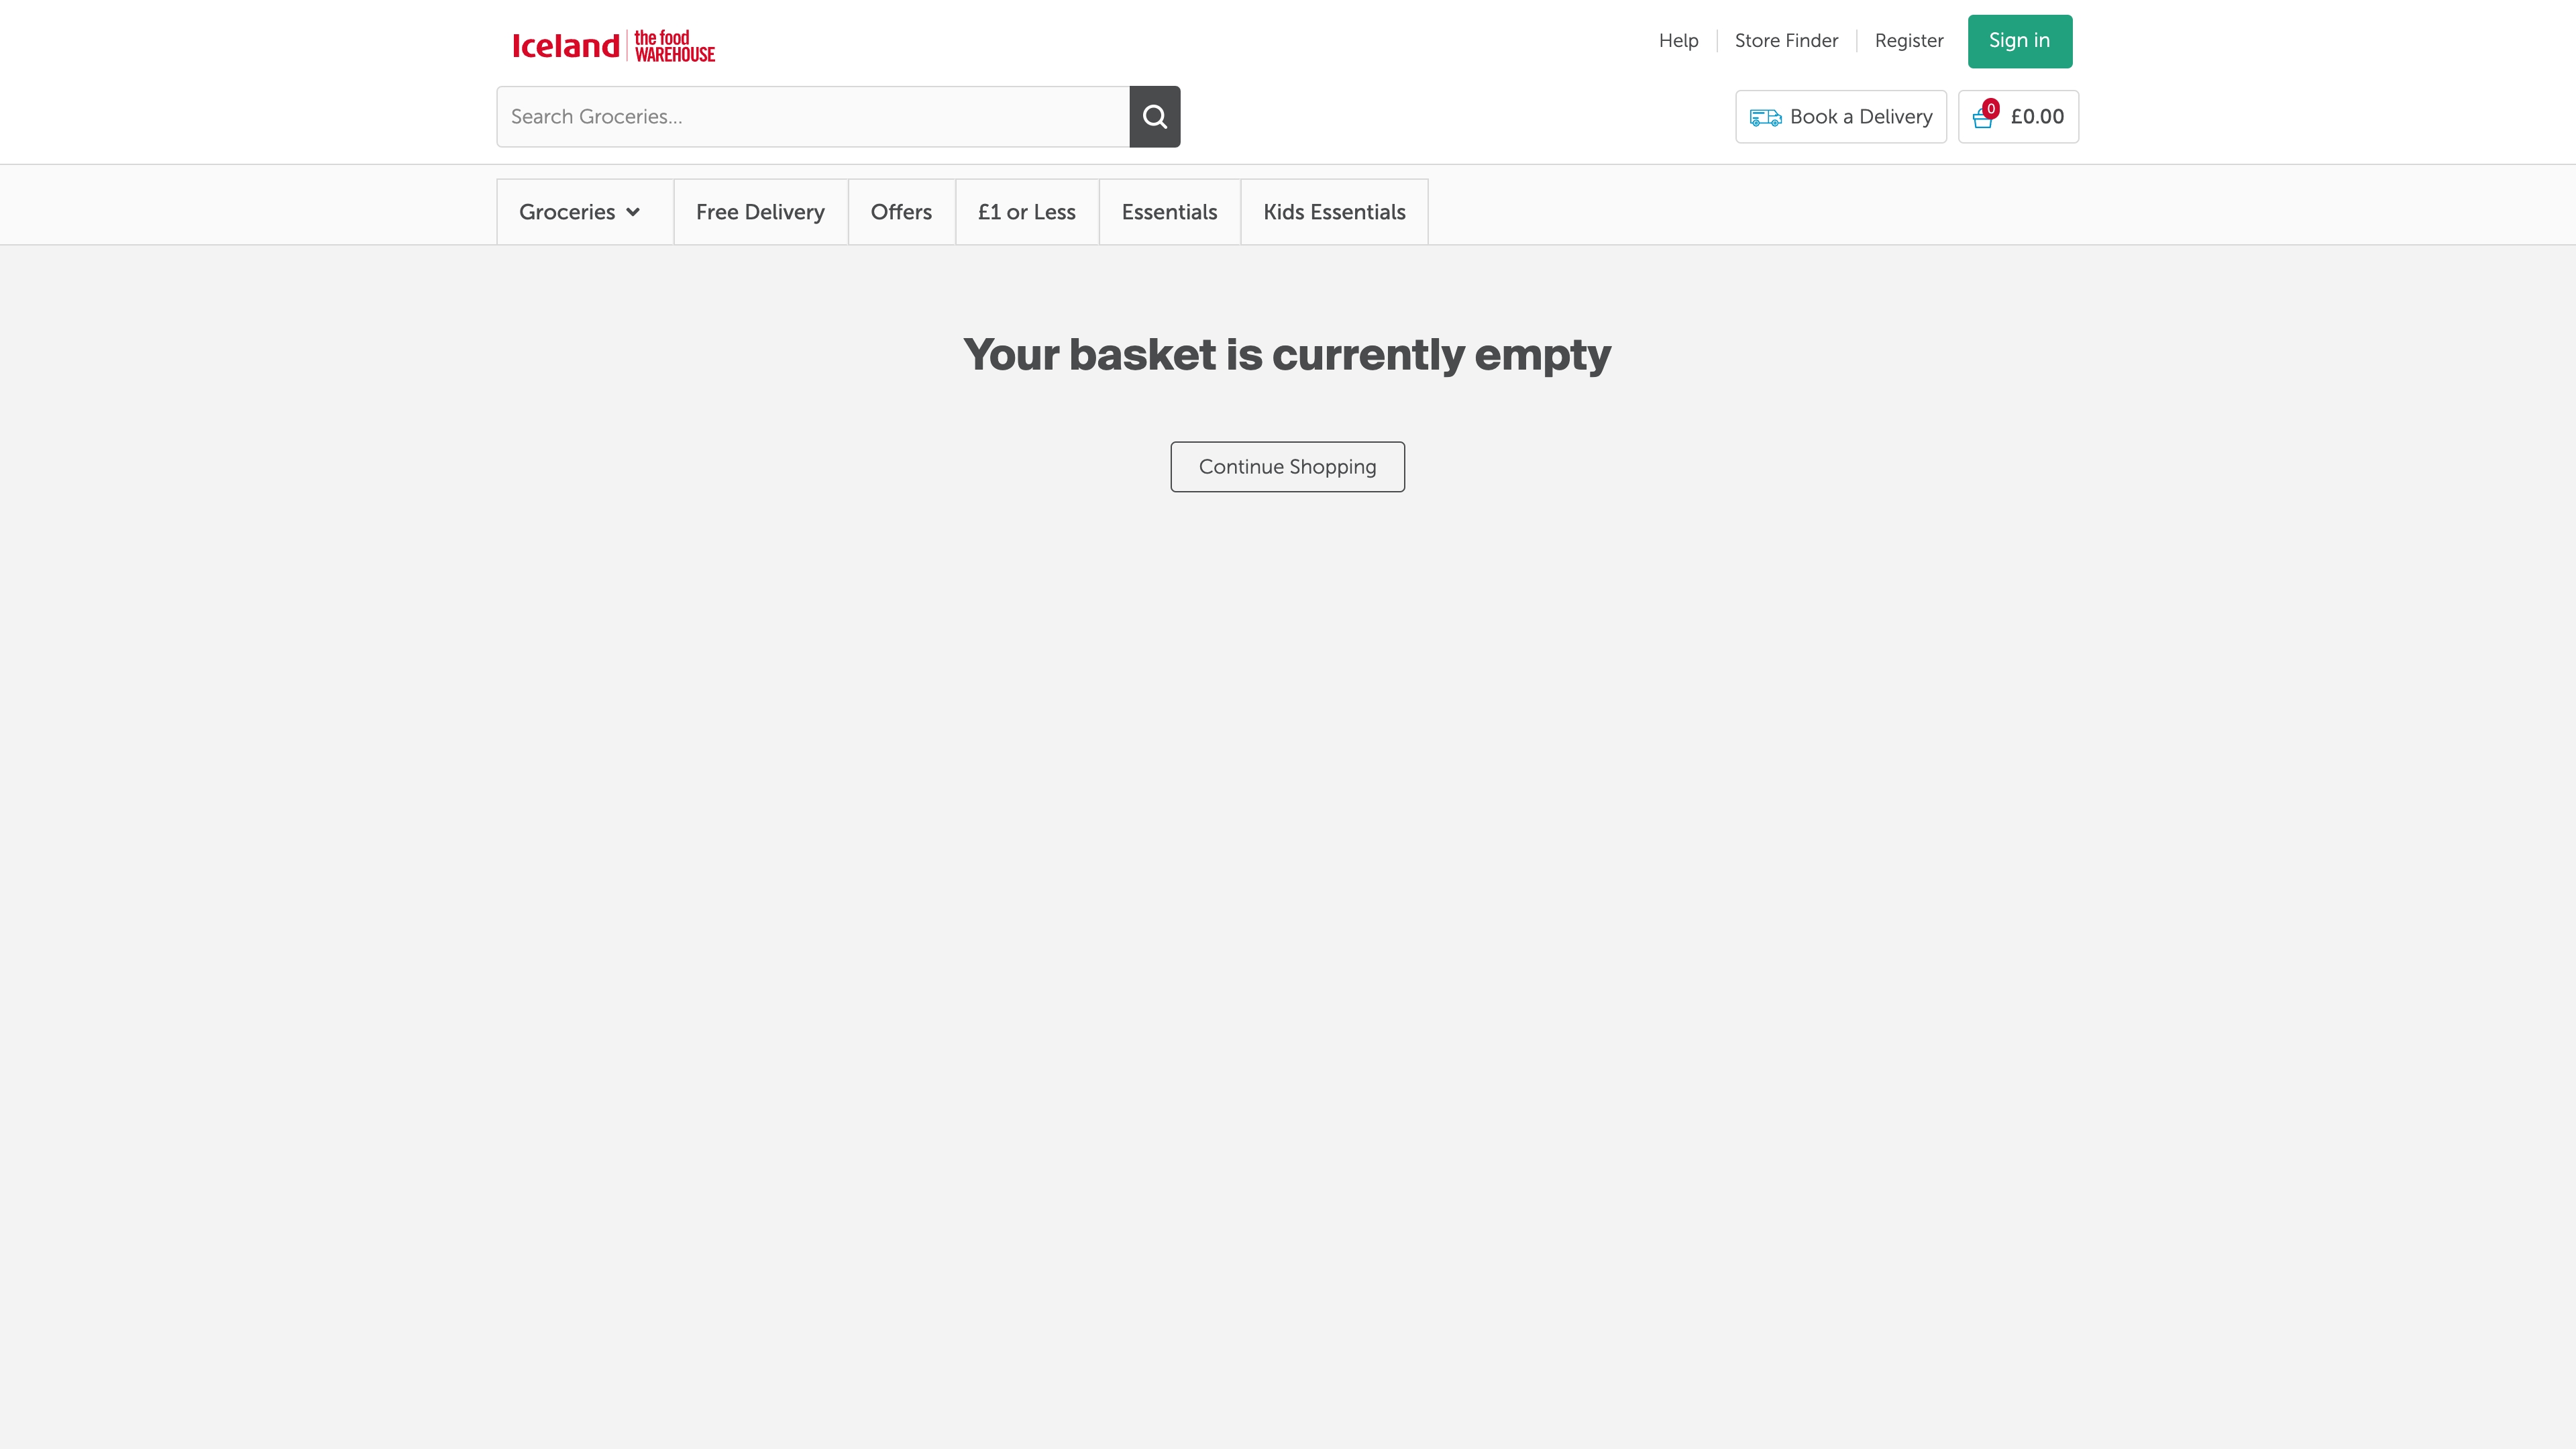 Iceland the food WAREHOUSE
Help
Store Finder
Register
Sign in
Search Groceries...
Book a Delivery
0
£0.00
Groceries
Free Delivery
Offers
£1 or Less
Essentials
Kids Essentials
Your basket is currently empty
Continue Shopping